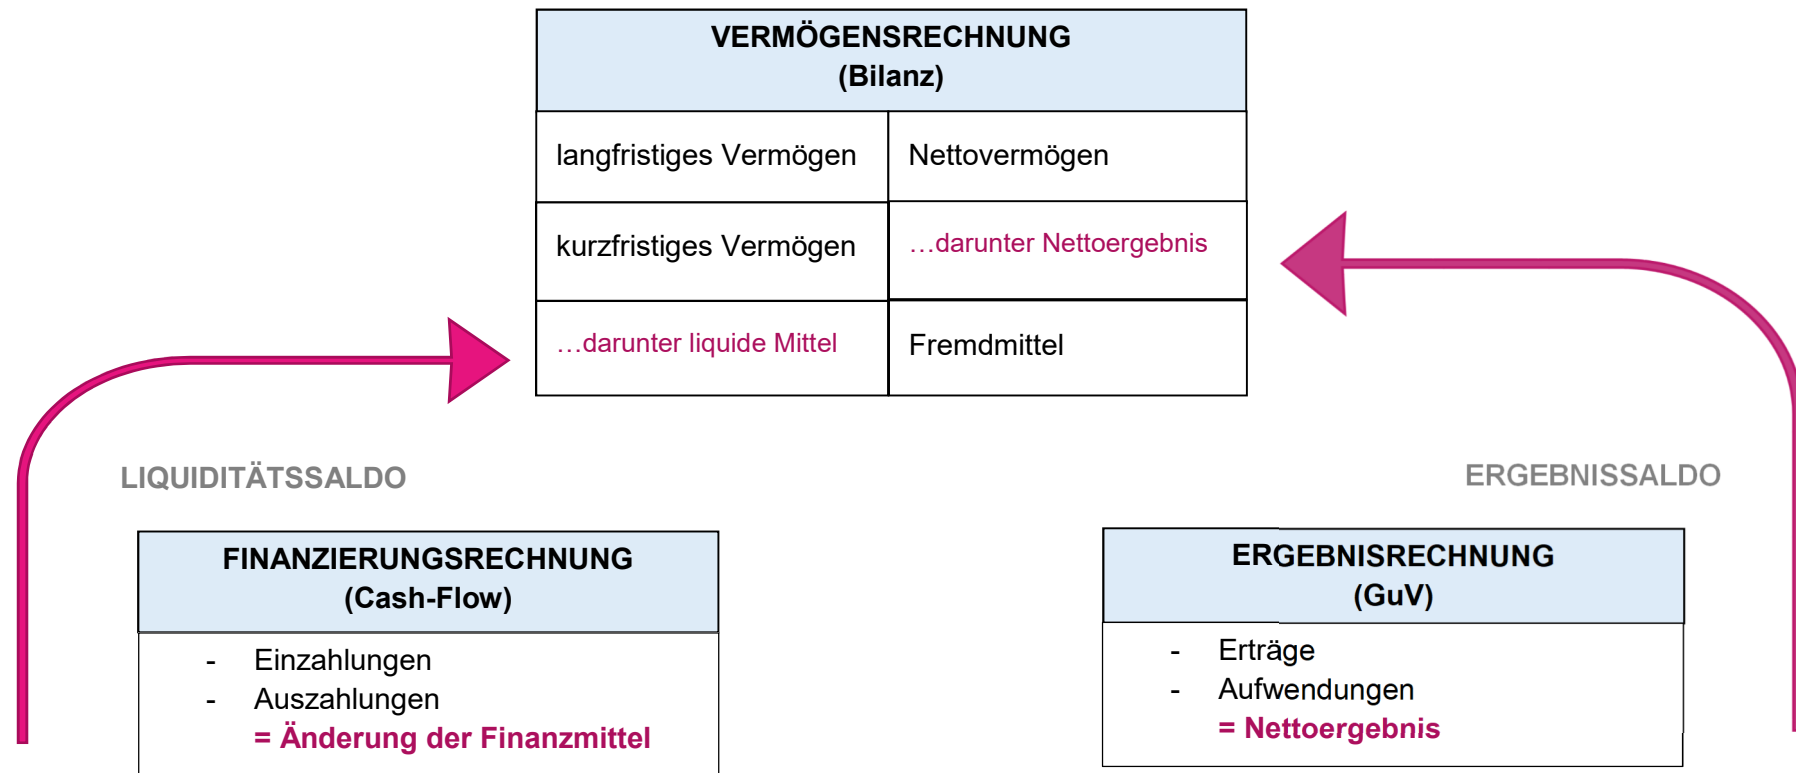 VERMÖGENSRECHNUNG
(Bilanz)
langfristiges Vermögen
Nettovermögen
kurzfristiges Vermögen
…darunter Nettoergebnis
…darunter liquide Mittel
Fremdmittel
LIQUIDITÄTSSALDO
ERGEBNISSALDO
FINANZIERUNGSRECHNUNG
(Cash-Flow)
- Einzahlungen
- Auszahlungen
= Änderung der Finanzmittel
ERGEBNISRECHNUNG
(GuV)
- Erträge
- Aufwendungen
= Nettoergebnis